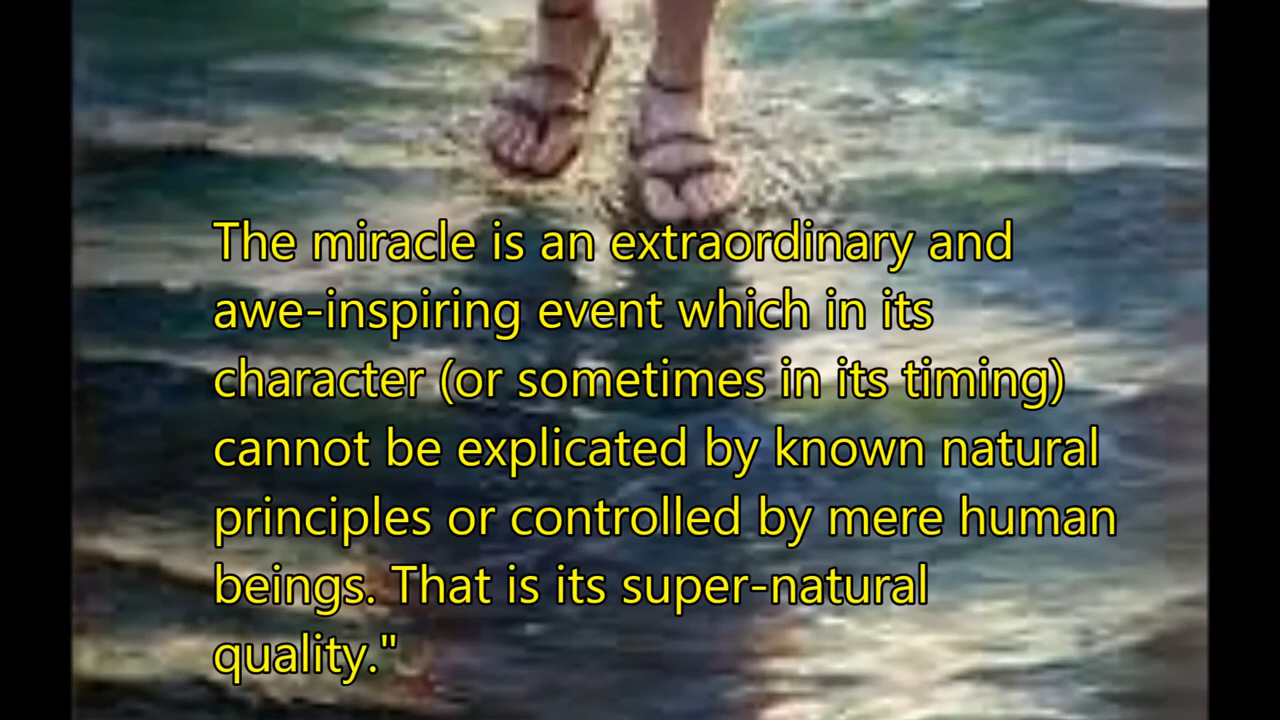 The miracle is an extraordinary and
awe-inspiring event which in its
character (or sometimes in its timing)
cannot be explicated by known natural
principles or controlled by mere human
beings. That is its super-natural
quality."